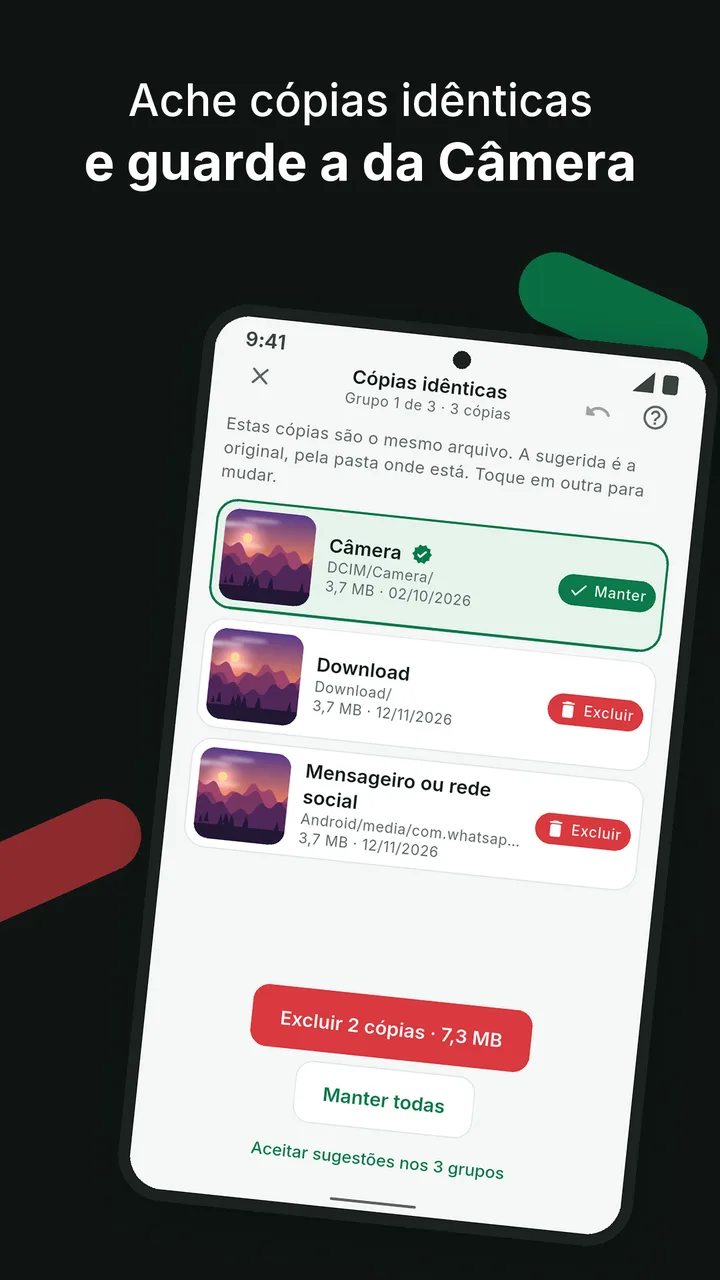 Ache cópias idênticas
e guarde a da Câmera
9:41
Cópias idênticas
Grupo 1 de 3 · 3 cópias
Estas cópias são o mesmo arquivo. A sugerida é a
original, pela pasta onde está. Toque em outra para
mudar.
Câmera
DCIM/Camera/
3,7 MB · 02/10/2026
Manter
Download
Download/
3,7 MB · 12/11/2026
Excluir
Mensageiro ou rede
social
Android/media/com.whatsap...
3,7 MB · 12/11/2026
Excluir
Excluir 2 cópias · 7,3 MB
Manter todas
Aceitar sugestões nos 3 grupos